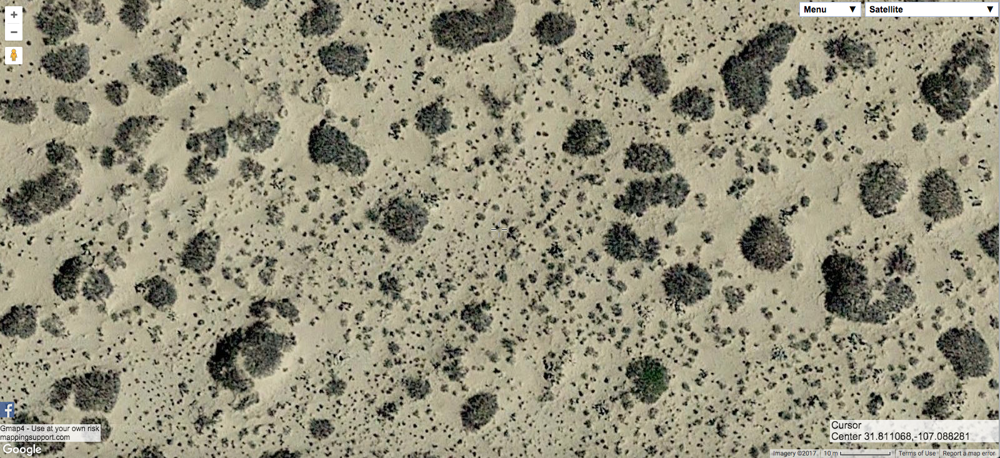 +
Menu ▼
Satellite ▼
−
f
Gmap4 - Use at your own risk
mappingsupport.com
Google
Cursor
Center 31.811068,-107.088281
Imagery ©2017
10 m
Terms of Use
Report a map error